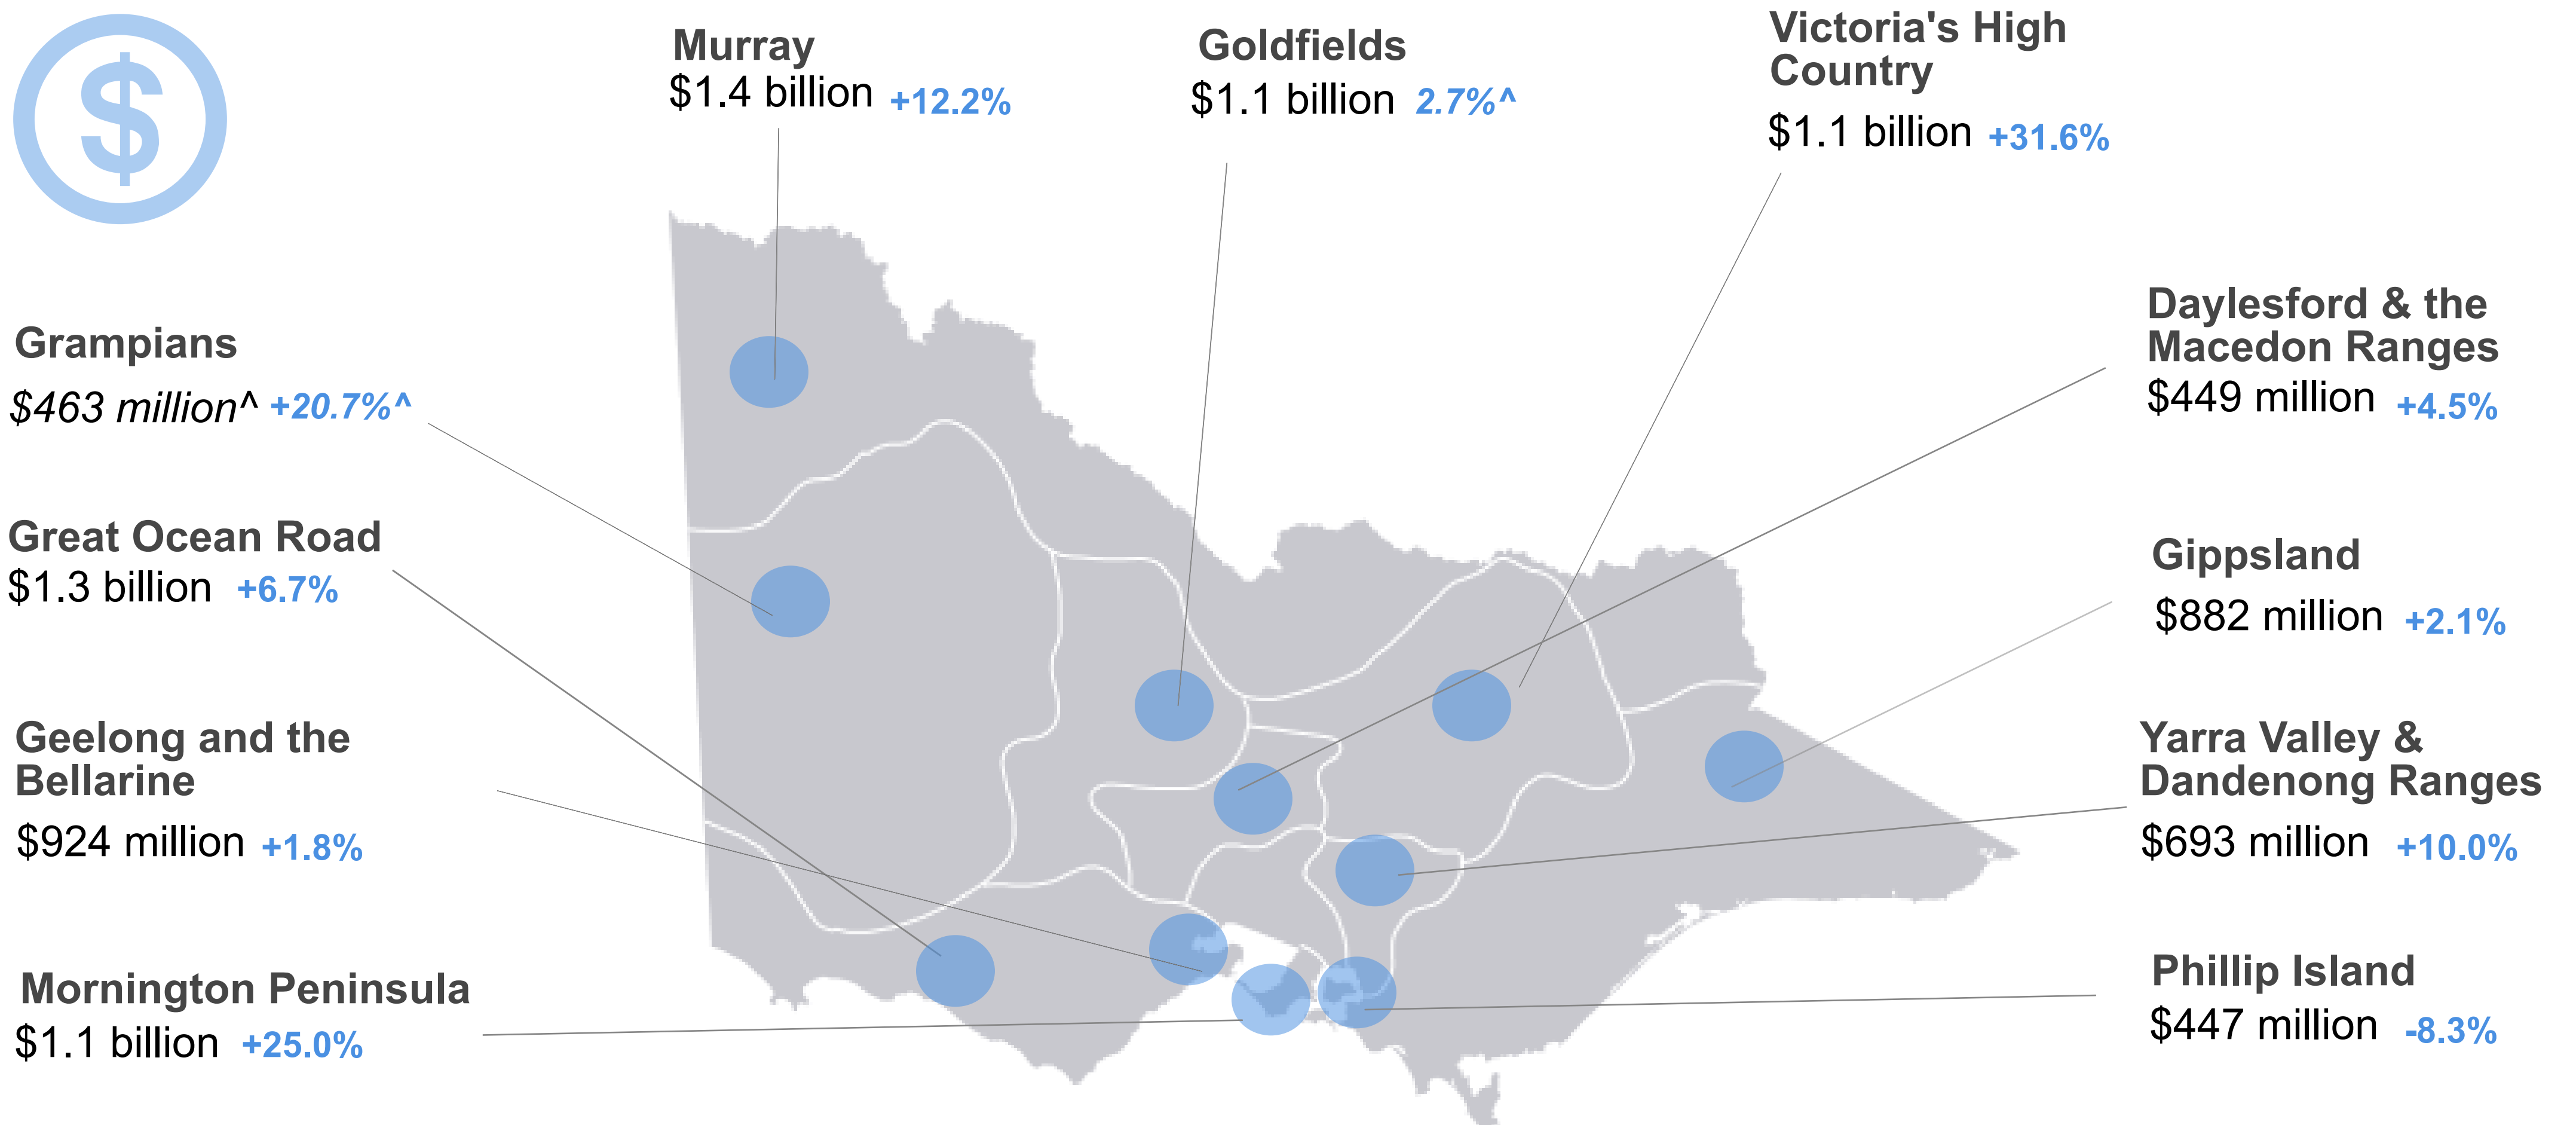 $
Murray
$1.4 billion +12.2%
Goldfields
$1.1 billion 2.7%^
Victoria's High
Country
$1.1 billion +31.6%
Grampians
$463 million^ +20.7%^
Great Ocean Road
$1.3 billion +6.7%
Geelong and the
Bellarine
$924 million +1.8%
Mornington Peninsula
$1.1 billion +25.0%
Daylesford & the
Macedon Ranges
$449 million +4.5%
Gippsland
$882 million +2.1%
Yarra Valley &
Dandenong Ranges
$693 million +10.0%
Phillip Island
$447 million -8.3%